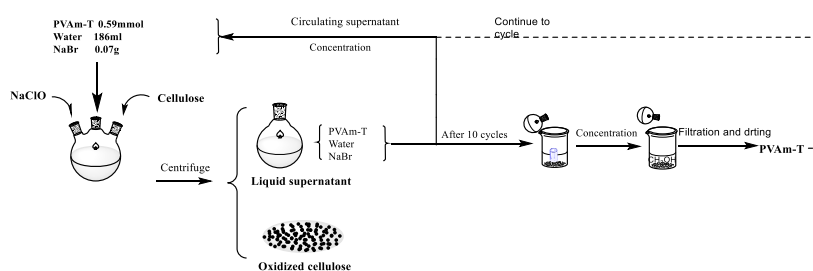 PVAm-T 0.59mmol
Water 186ml
NaBr 0.07g
Circulating supernatant
Concentration
Continue to
cycle
NaClO
Cellulose
Centrifuge
PVAm-T
Water
NaBr
Liquid supernatant
Oxidized cellulose
After 10 cycles
Concentration
CH₃OH
Filtration and drting
PVAm-T